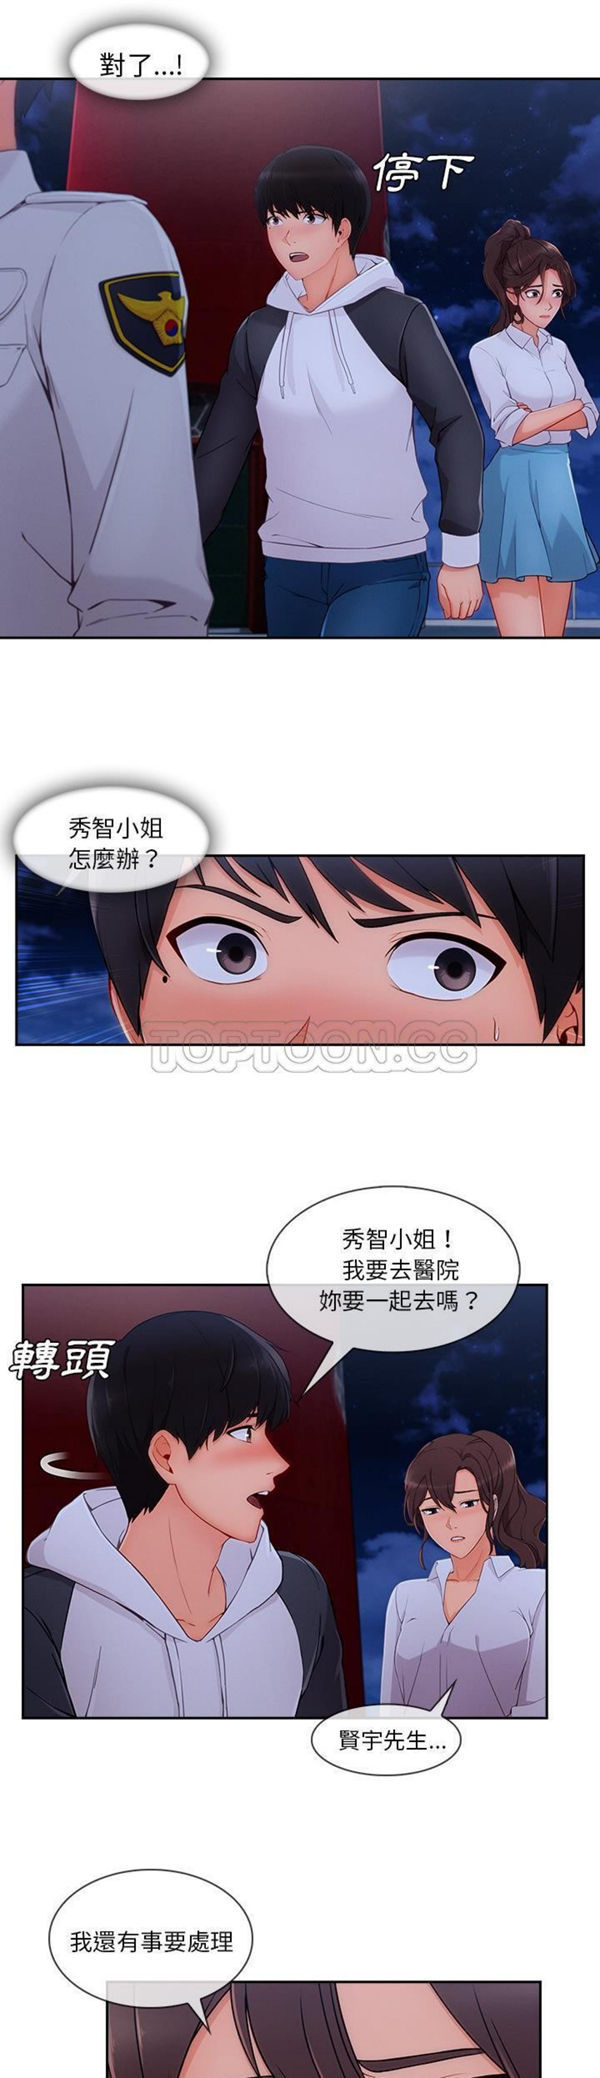 對了...!
停下
秀智小姐
怎麼辦？
TOPTOON.CC
秀智小姐！
我要去醫院
妳要一起去嗎？
轉頭
賢宇先生...
我還有事要處理